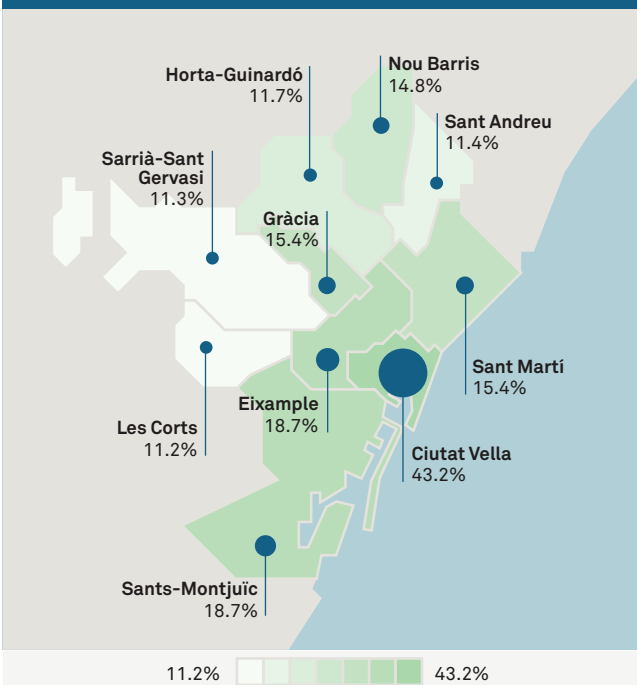 Nou Barris
14.8%
Horta-Guinardó
11.7%
Sant Andreu
11.4%
Sarrià-Sant
Gervasi
11.3%
Gràcia
15.4%
Sant Martí
15.4%
Eixample
18.7%
Les Corts
11.2%
Ciutat Vella
43.2%
Sants-Montjuïc
18.7%
11.2%
43.2%